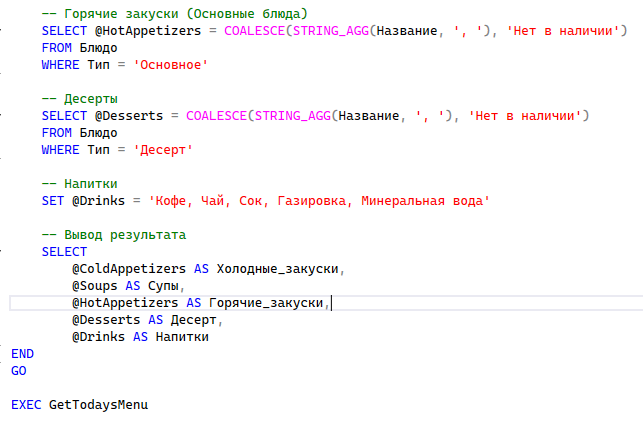 -- Горячие закуски (Основные блюда)
SELECT @HotAppetizers = COALESCE(STRING_AGG(Название, ', '), 'Нет в наличии')
FROM Блюдо
WHERE Тип = 'Основное'
-- Десерты
SELECT @Desserts = COALESCE(STRING_AGG(Название, ', '), 'Нет в наличии')
FROM Блюдо
WHERE Тип = 'Десерт'
-- Напитки
SET @Drinks = 'Кофе, Чай, Сок, Газировка, Минеральная вода'
-- Вывод результата
SELECT
@ColdAppetizers AS Холодные_закуски,
@Soups AS Супы,
@HotAppetizers AS Горячие_закуски,
@Desserts AS Десерт,
@Drinks AS Напитки
END
GO
EXEC GetTodaysMenu